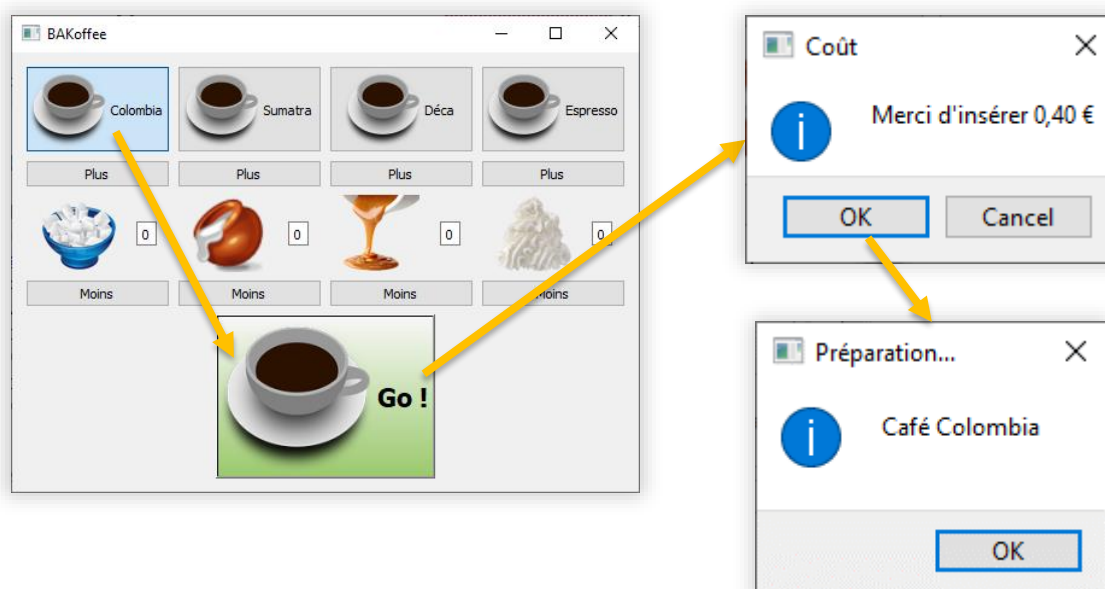 BAKoffee
Colombia Sumatra Déca Espresso
Plus Plus Plus Plus
0 0 0 0
Moins Moins Moins Moins
Go !
Coût
Merci d'insérer 0,40 €
OK Cancel
Préparation...
Café Colombia
OK